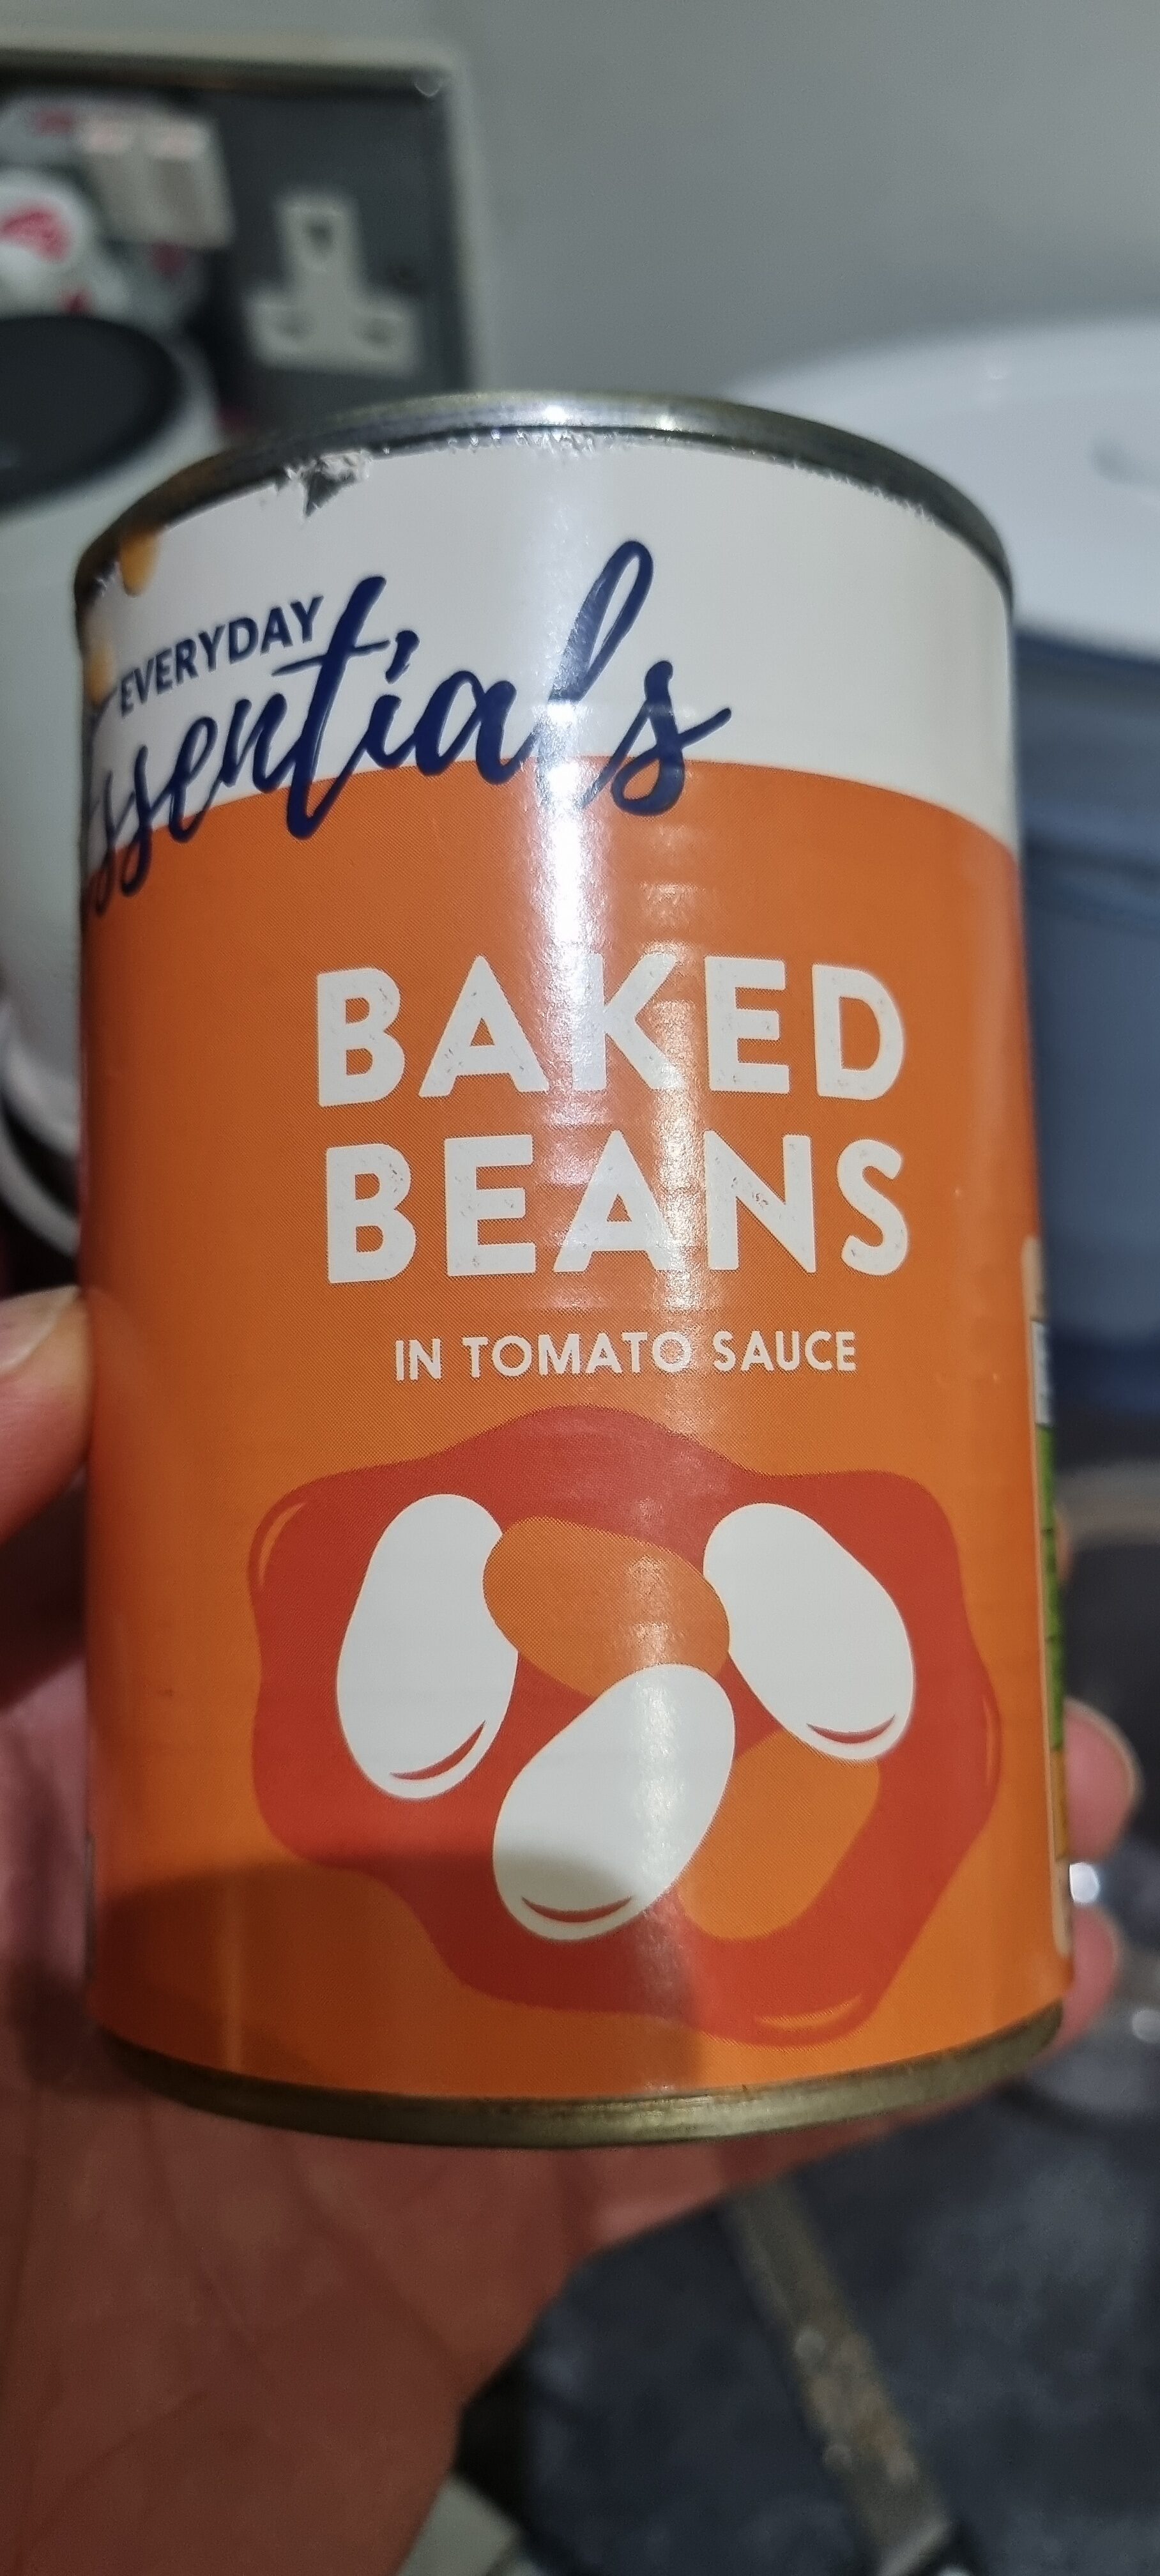 EVERYDAY
Essentials
BAKED
BEANS
IN TOMATO SAUCE